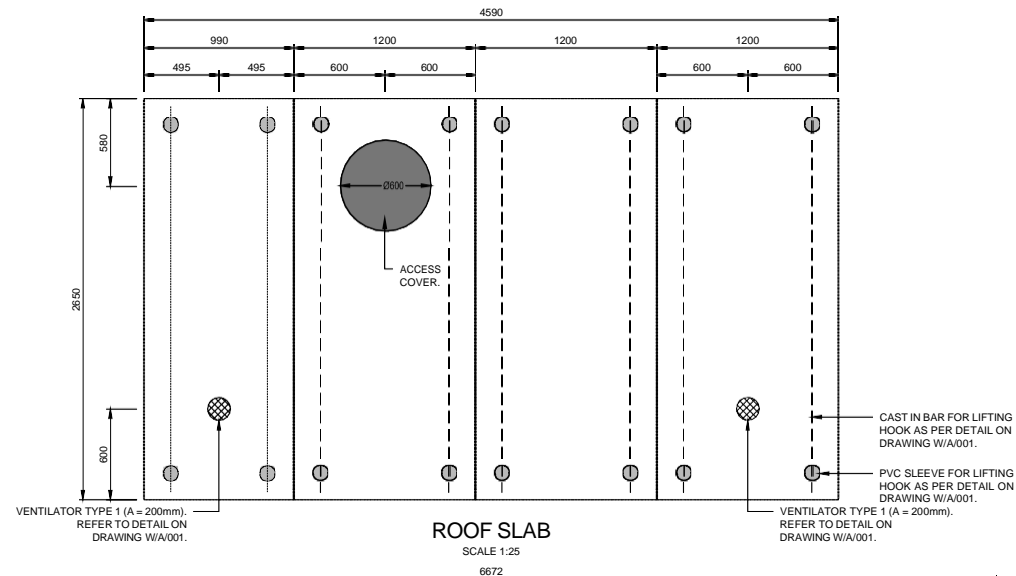 4590
990
1200
1200
1200
495
495
600
600
600
600
580
Ø600
ACCESS
COVER.
2650
600
CAST IN BAR FOR LIFTING
HOOK AS PER DETAIL ON
DRAWING W/A/001.
PVC SLEEVE FOR LIFTING
HOOK AS PER DETAIL ON
DRAWING W/A/001.
VENTILATOR TYPE 1 (A = 200mm).
REFER TO DETAIL ON
DRAWING W/A/001.
VENTILATOR TYPE 1 (A = 200mm).
REFER TO DETAIL ON
DRAWING W/A/001.
ROOF SLAB
SCALE 1:25
6672